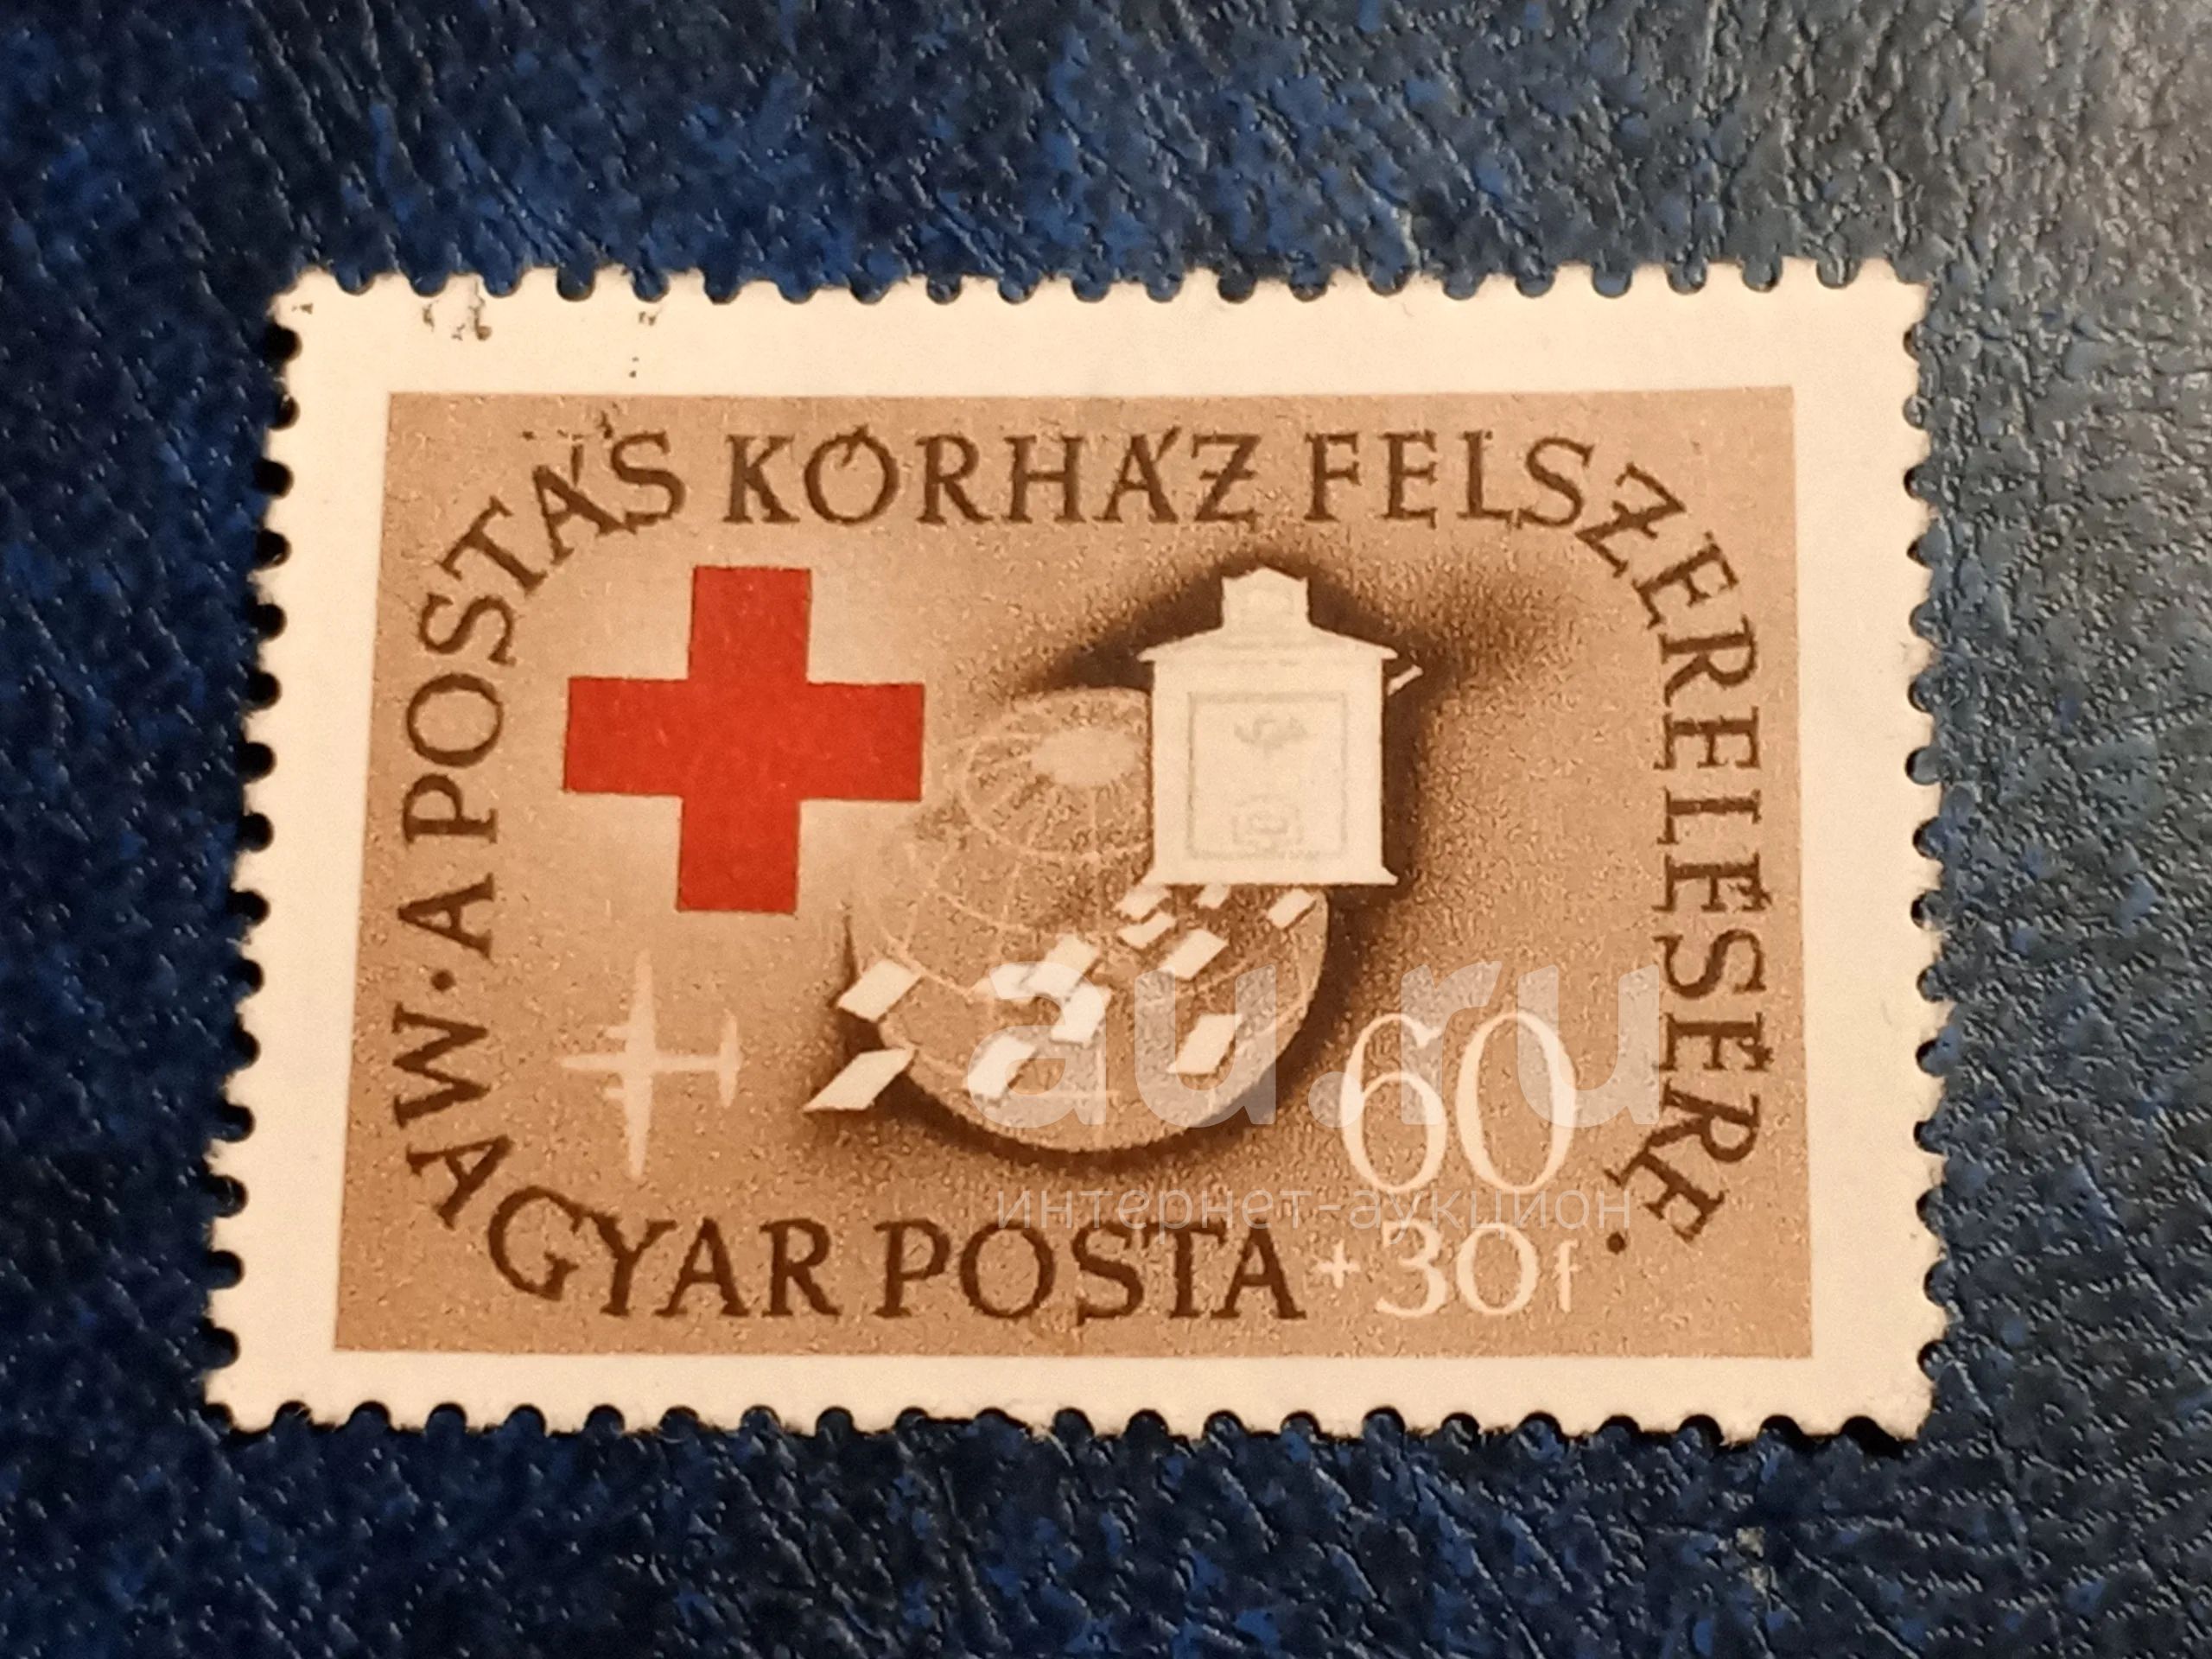 A POSTÁS KÓRHÁZ FELSZERELÉSÉRE.
MAGYAR POSTA
60
+30f
au.ru
интернет-аукцион